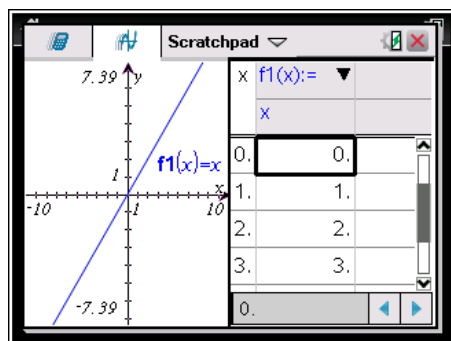 Scratchpad
7.39 y
x f1(x):= ▼
x
f1(x)=x
1
x
-10 1 10
-7.39
0. 0.
1. 1.
2. 2.
3. 3.
0.